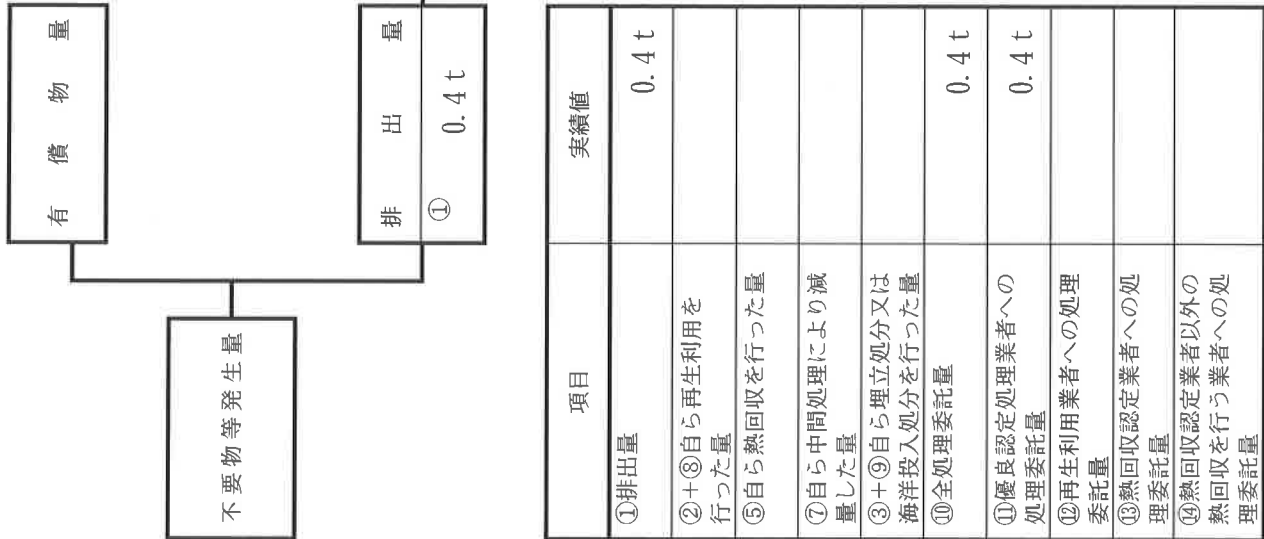 不要物等発生量
有償物量
排出量
①
0.4t
項目
実績値
①排出量
0.4t
②+⑧自ら再生利用を
行った量
⑤自ら熱回収を行った量
⑦自ら中間処理により減
量した量
③+⑨自ら埋立処分又は
海洋投入処分を行った量
⑩全処理委託量
0.4t
⑪優良認定処理業者への
処理委託量
0.4t
⑫再生利用業者への処理
委託量
⑬熱回収認定業者への処
理委託量
⑭熱回収認定業者以外の
熱回収を行う業者への処
理委託量